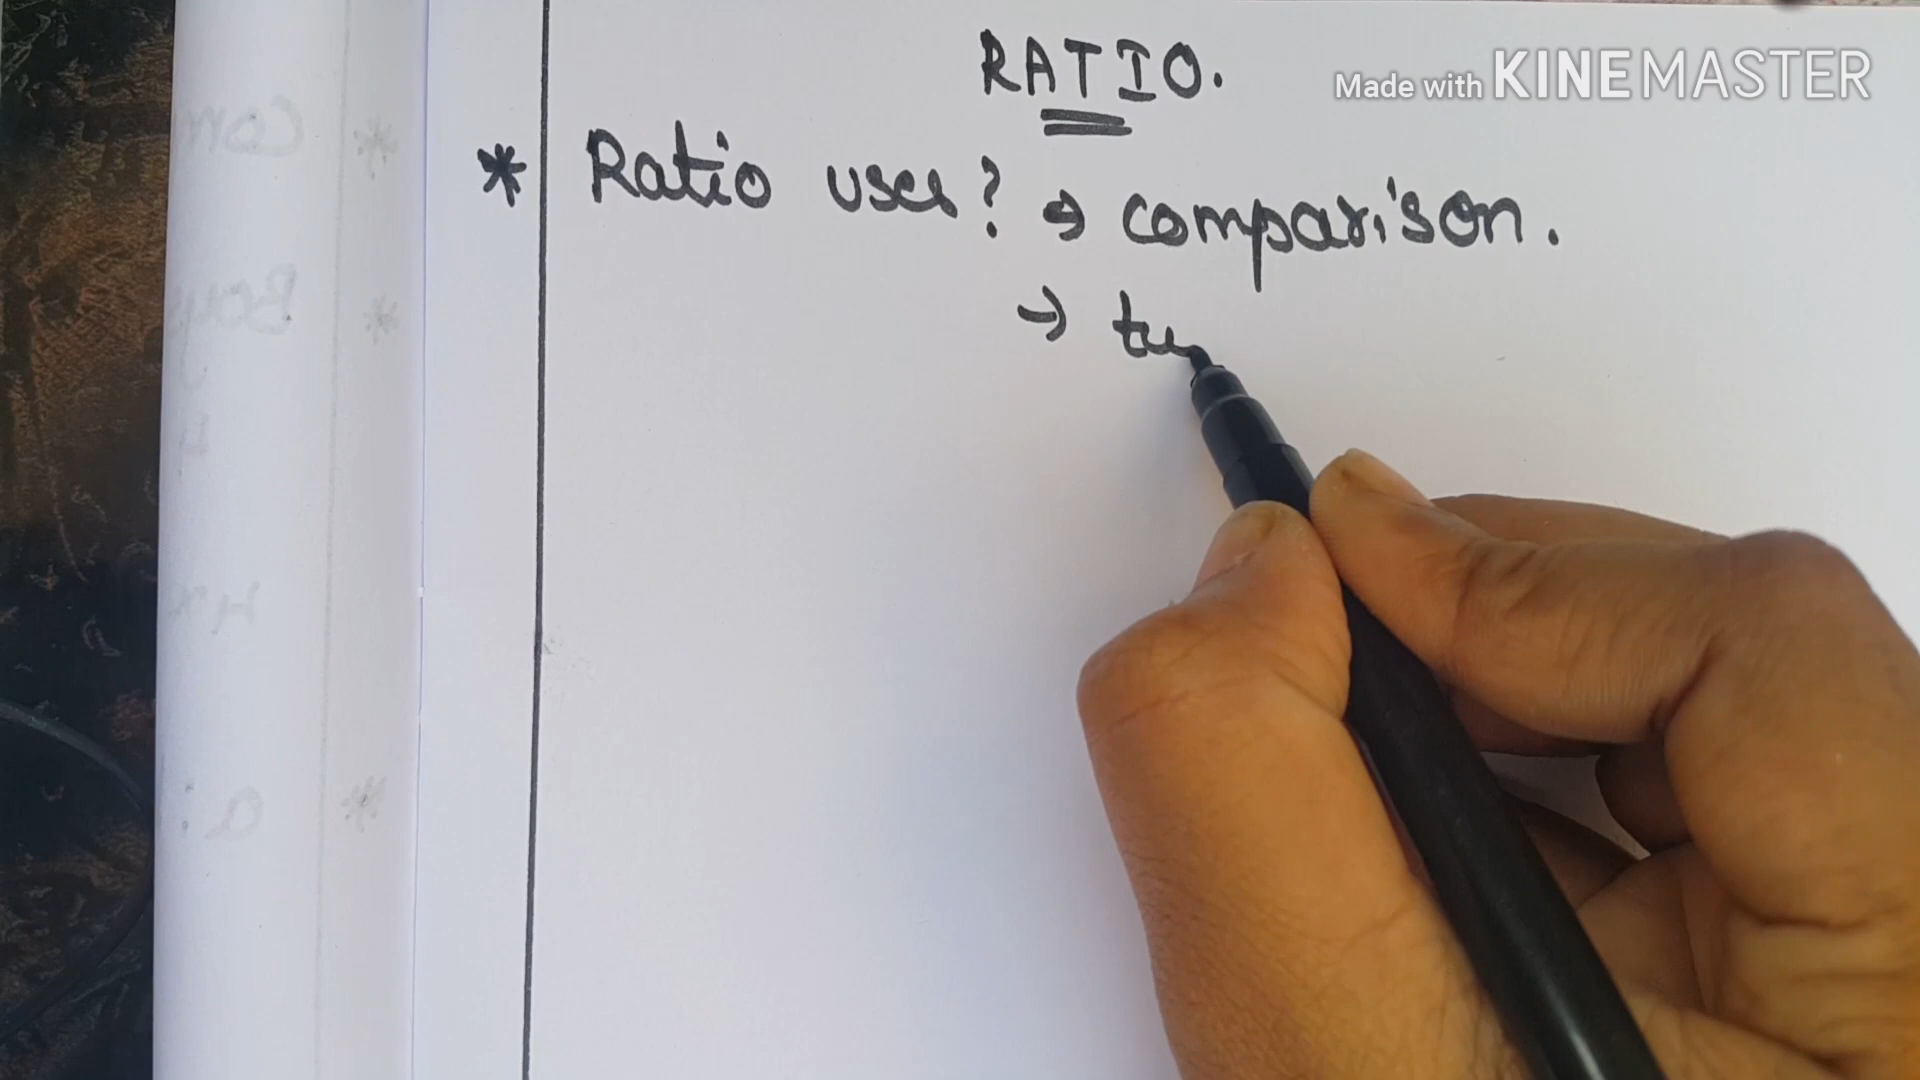 RATIO.
Made with KINEMASTER
* Ratio uses? → comparison.
→